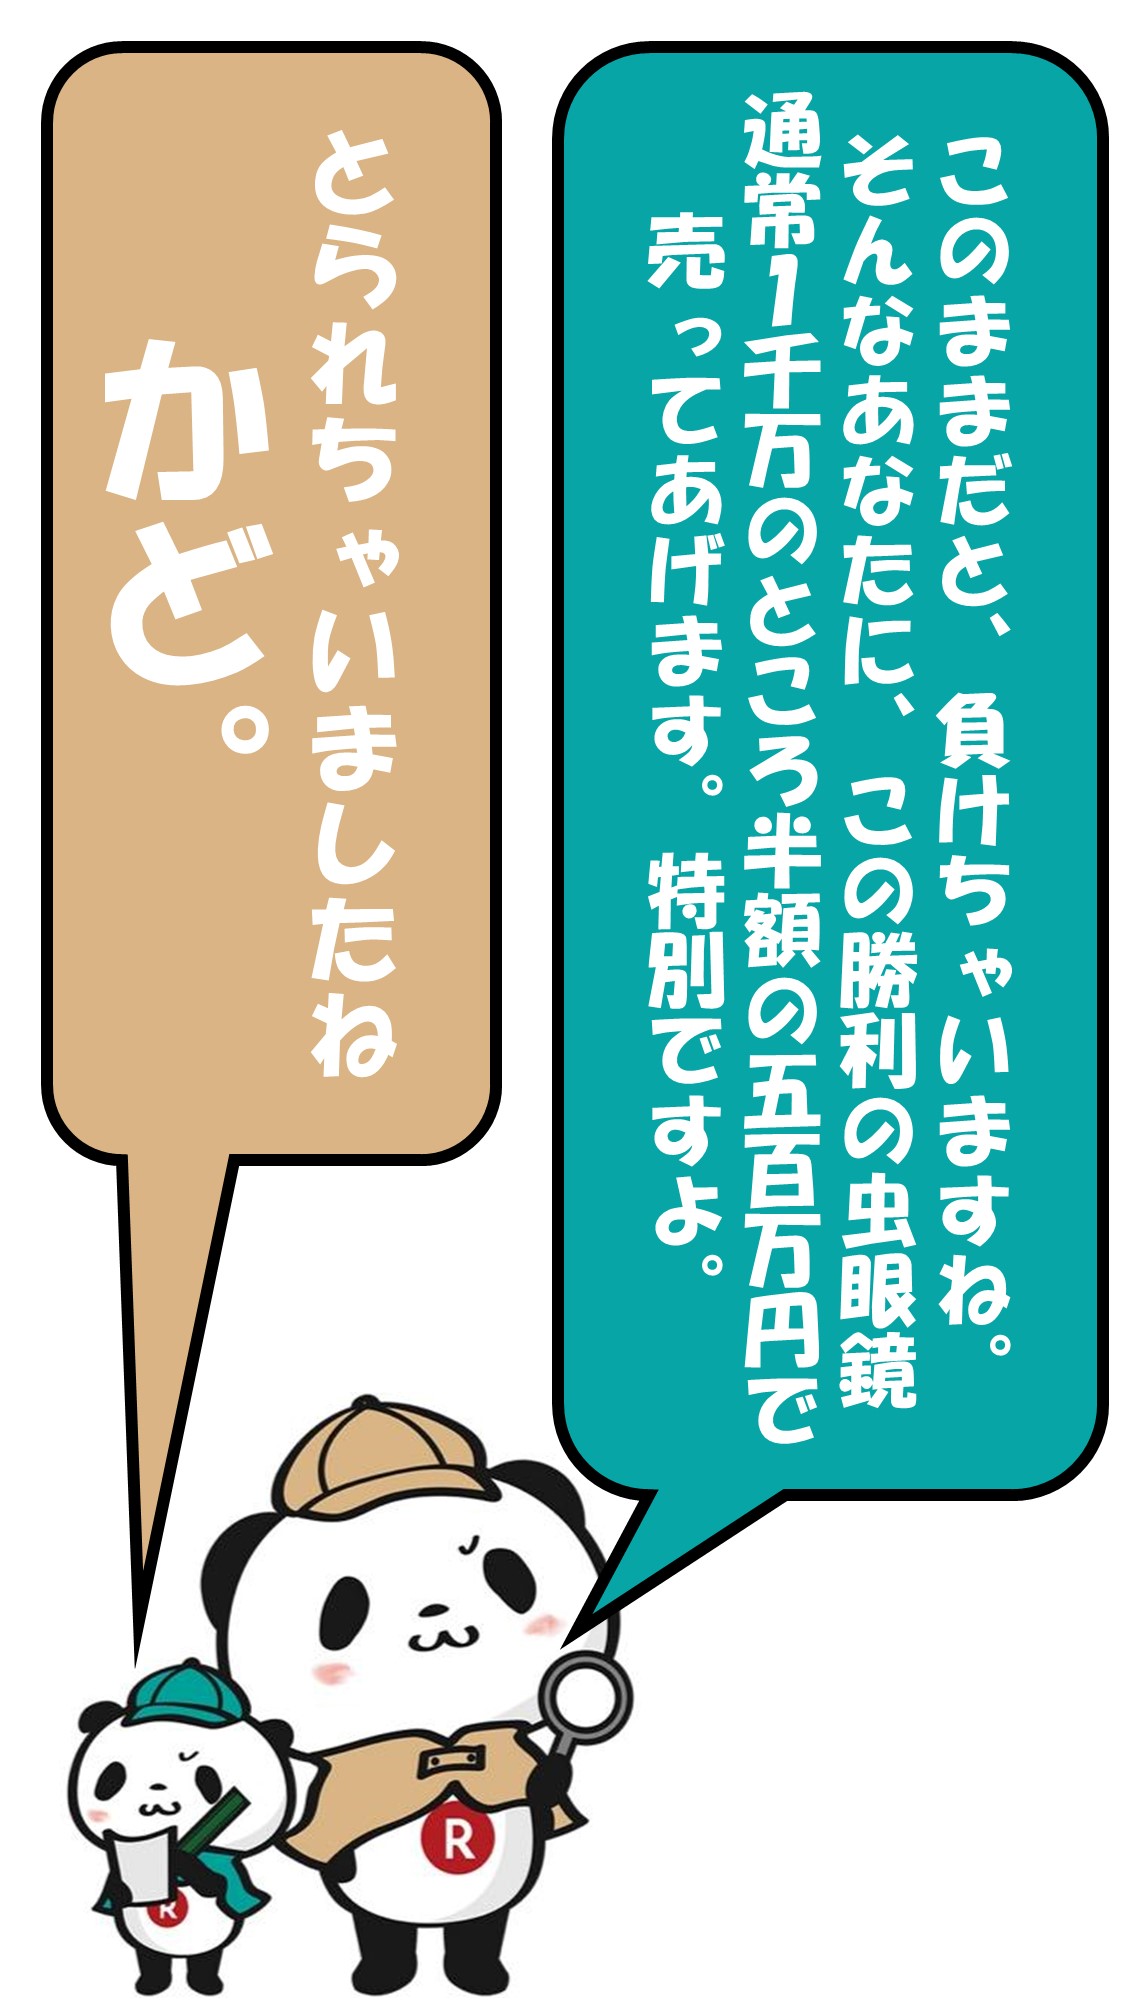 このままだと、　負けちゃいますね。
そんなあなたに、　この勝利の虫眼鏡
通常1千万のところ半額の五百万円で
売ってあげます。　特別ですよ。
とられちゃいましたね
かど。
R
R